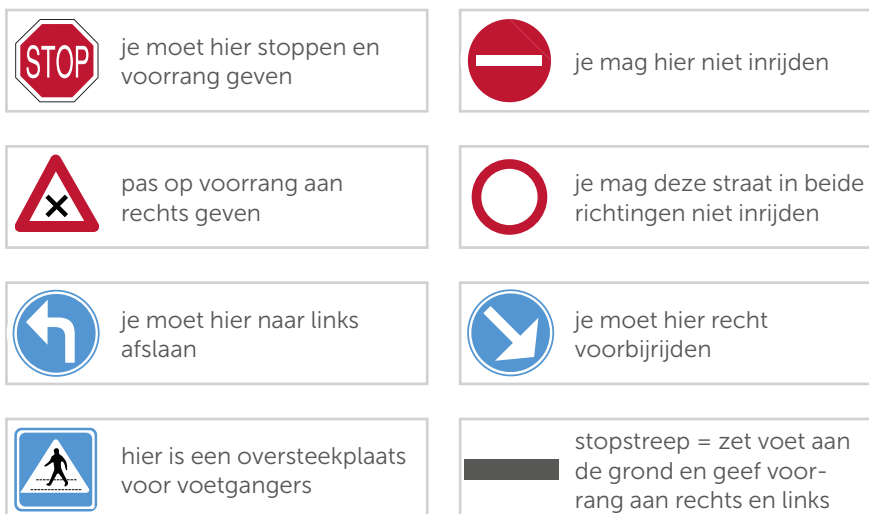 STOP
je moet hier stoppen en
voorrang geven
je mag hier niet inrijden
pas op voorrang aan
rechts geven
je mag deze straat in beide
richtingen niet inrijden
je moet hier naar links
afslaan
je moet hier recht
voorbijrijden
hier is een oversteekplaats
voor voetgangers
stopstreep = zet voet aan
de grond en geef voor-
rang aan rechts en links